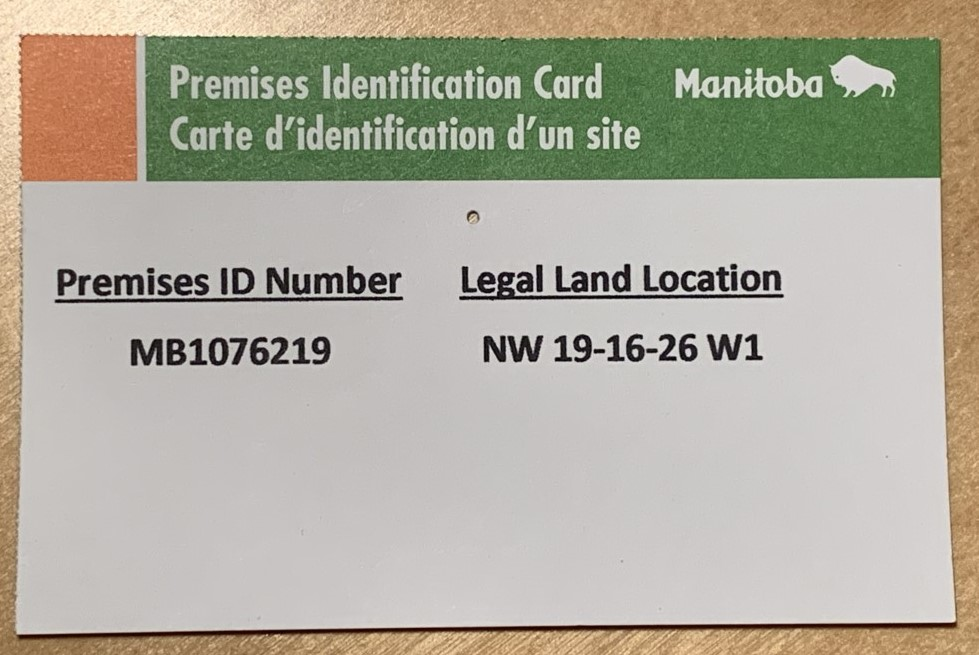 Premises Identification Card
Manitoba
Carte d'identification d'un site
Premises ID Number
Legal Land Location
MB1076219
NW 19-16-26 W1